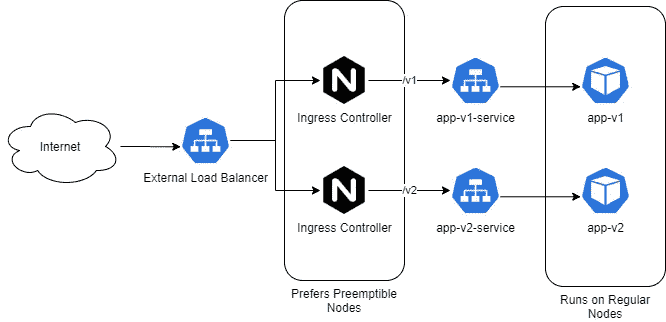 Internet
External Load Balancer
N
Ingress Controller
/v1
app-v1-service
app-v1
N
Ingress Controller
/v2
app-v2-service
app-v2
Prefers Preemptible
Nodes
Runs on Regular
Nodes